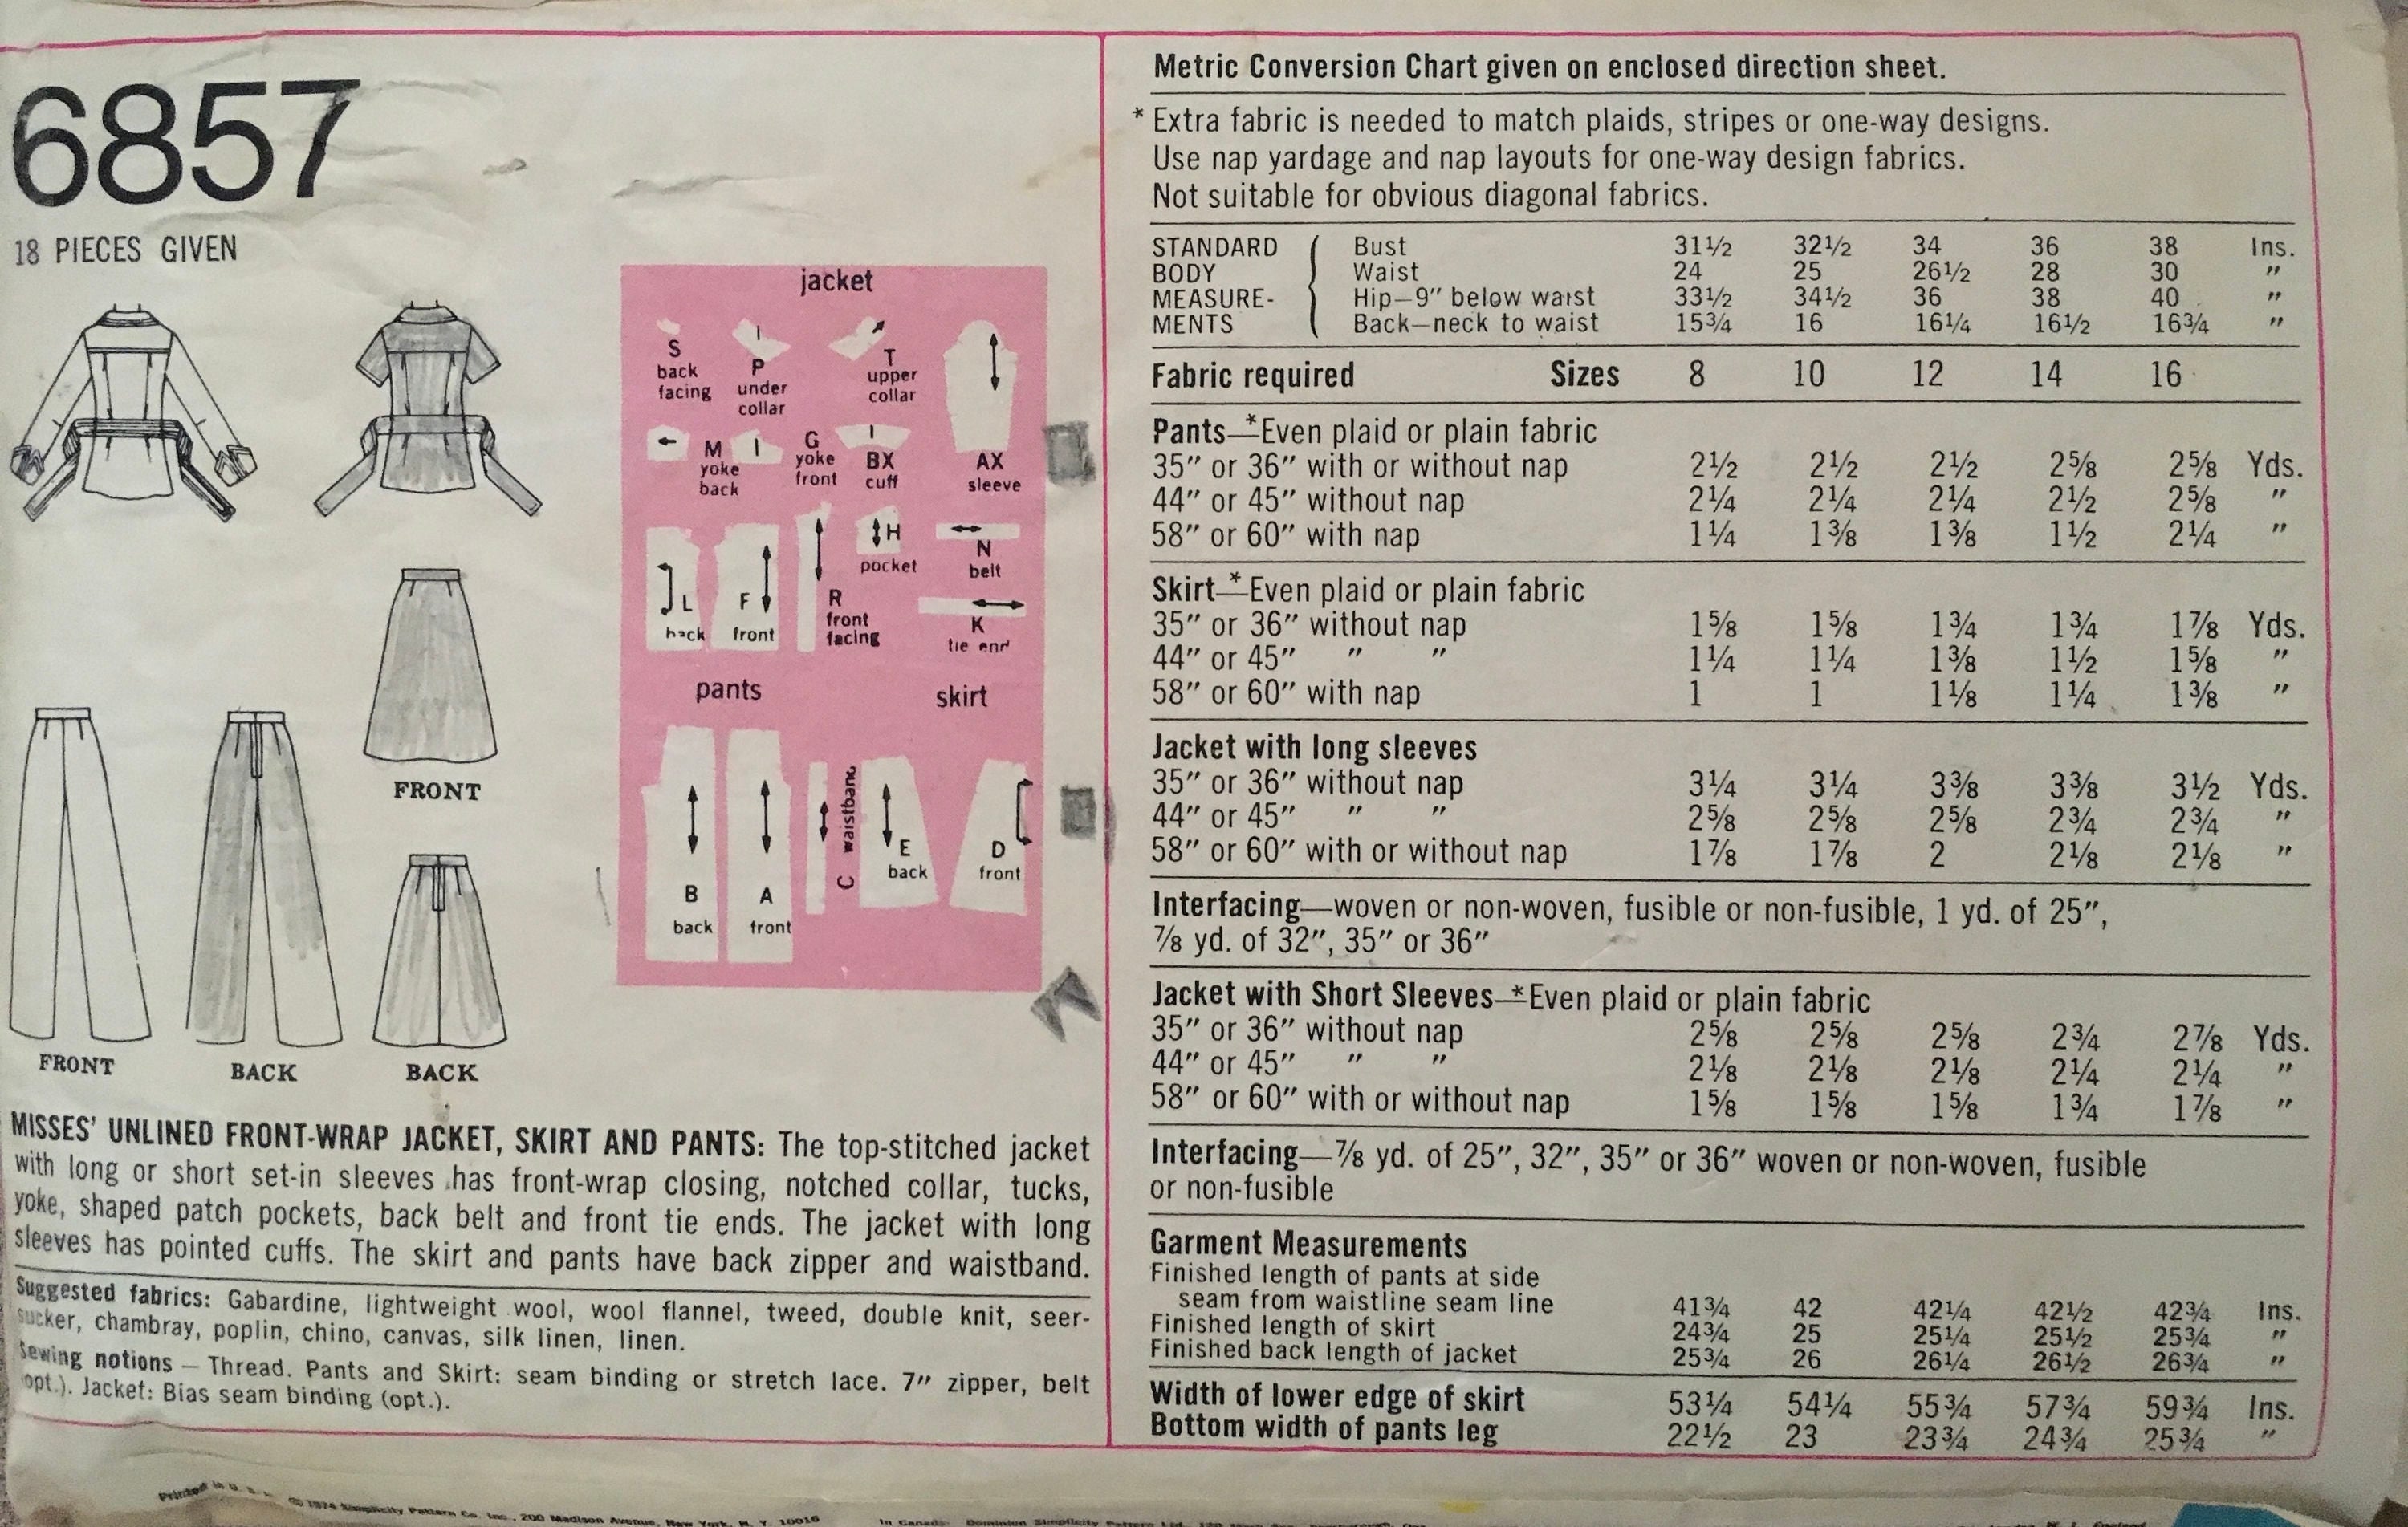 6857
18 PIECES GIVEN
FRONT
FRONT
BACK
BACK
jacket
S
back
facing
P
under
collar
T
upper
collar
M
yoke
back
G
yoke
front
BX
cuff
AX
sleeve
H
pocket
N
belt
L
back
F
front
R
front
facing
K
tie end
pants
skirt
B
back
A
front
C waistband
E
back
D
front
MISSES' UNLINED FRONT-WRAP JACKET, SKIRT AND PANTS: The top-stitched jacket
with long or short set-in sleeves has front-wrap closing, notched collar, tucks,
yoke, shaped patch pockets, back belt and front tie ends. The jacket with long
sleeves has pointed cuffs. The skirt and pants have back zipper and waistband.
Suggested fabrics: Gabardine, lightweight wool, wool flannel, tweed, double knit, seer-
sucker, chambray, poplin, chino, canvas, silk linen, linen.
Sewing notions – Thread. Pants and Skirt: seam binding or stretch lace. 7" zipper, belt
opt.). Jacket: Bias seam binding (opt.).
Metric Conversion Chart given on enclosed direction sheet.
* Extra fabric is needed to match plaids, stripes or one-way designs.
Use nap yardage and nap layouts for one-way design fabrics.
Not suitable for obvious diagonal fabrics.
STANDARD Bust 31½ 32½ 34 36 38 Ins.
BODY Waist 24 25 26½ 28 30 "
MEASURE- Hip–9" below waist 33½ 34½ 36 38 40 "
MENTS Back–neck to waist 15¾ 16 16¼ 16½ 16¾ "
Fabric required Sizes 8 10 12 14 16
Pants—*Even plaid or plain fabric
35" or 36" with or without nap 2½ 2½ 2½ 2⅝ 2⅝ Yds.
44" or 45" without nap 2¼ 2¼ 2¼ 2½ 2⅝ "
58" or 60" with nap 1¼ 1⅜ 1⅜ 1½ 2¼ "
Skirt—*Even plaid or plain fabric
35" or 36" without nap 1⅝ 1⅝ 1¾ 1¾ 1⅞ Yds.
44" or 45" " " 1¼ 1¼ 1⅜ 1½ 1⅝ "
58" or 60" with nap 1 1 1⅛ 1¼ 1⅜ "
Jacket with long sleeves
35" or 36" without nap 3¼ 3¼ 3⅜ 3⅜ 3½ Yds.
44" or 45" " " 2⅝ 2⅝ 2⅝ 2¾ 2¾ "
58" or 60" with or without nap 1⅞ 1⅞ 2 2⅛ 2⅛ "
Interfacing—woven or non-woven, fusible or non-fusible, 1 yd. of 25",
⅞ yd. of 32", 35" or 36"
Jacket with Short Sleeves—*Even plaid or plain fabric
35" or 36" without nap 2⅝ 2⅝ 2⅝ 2¾ 2⅞ Yds.
44" or 45" " " 2⅛ 2⅛ 2⅛ 2¼ 2¼ "
58" or 60" with or without nap 1⅝ 1⅝ 1⅝ 1¾ 1⅞ "
Interfacing—⅞ yd. of 25", 32", 35" or 36" woven or non-woven, fusible
or non-fusible
Garment Measurements
Finished length of pants at side
seam from waistline seam line 41¾ 42 42¼ 42½ 42¾ Ins.
Finished length of skirt 24¾ 25 25¼ 25½ 25¾ "
Finished back length of jacket 25¾ 26 26¼ 26½ 26¾ "
Width of lower edge of skirt 53¼ 54¼ 55¾ 57¾ 59¾ Ins.
Bottom width of pants leg 22½ 23 23¾ 24¾ 25¾ "
Printed in U. S. © 1974 Simplicity Pattern Co. Inc., 200 Madison Avenue, New York, N. Y. 10016
In Canada: Dominion Simplicity Pattern